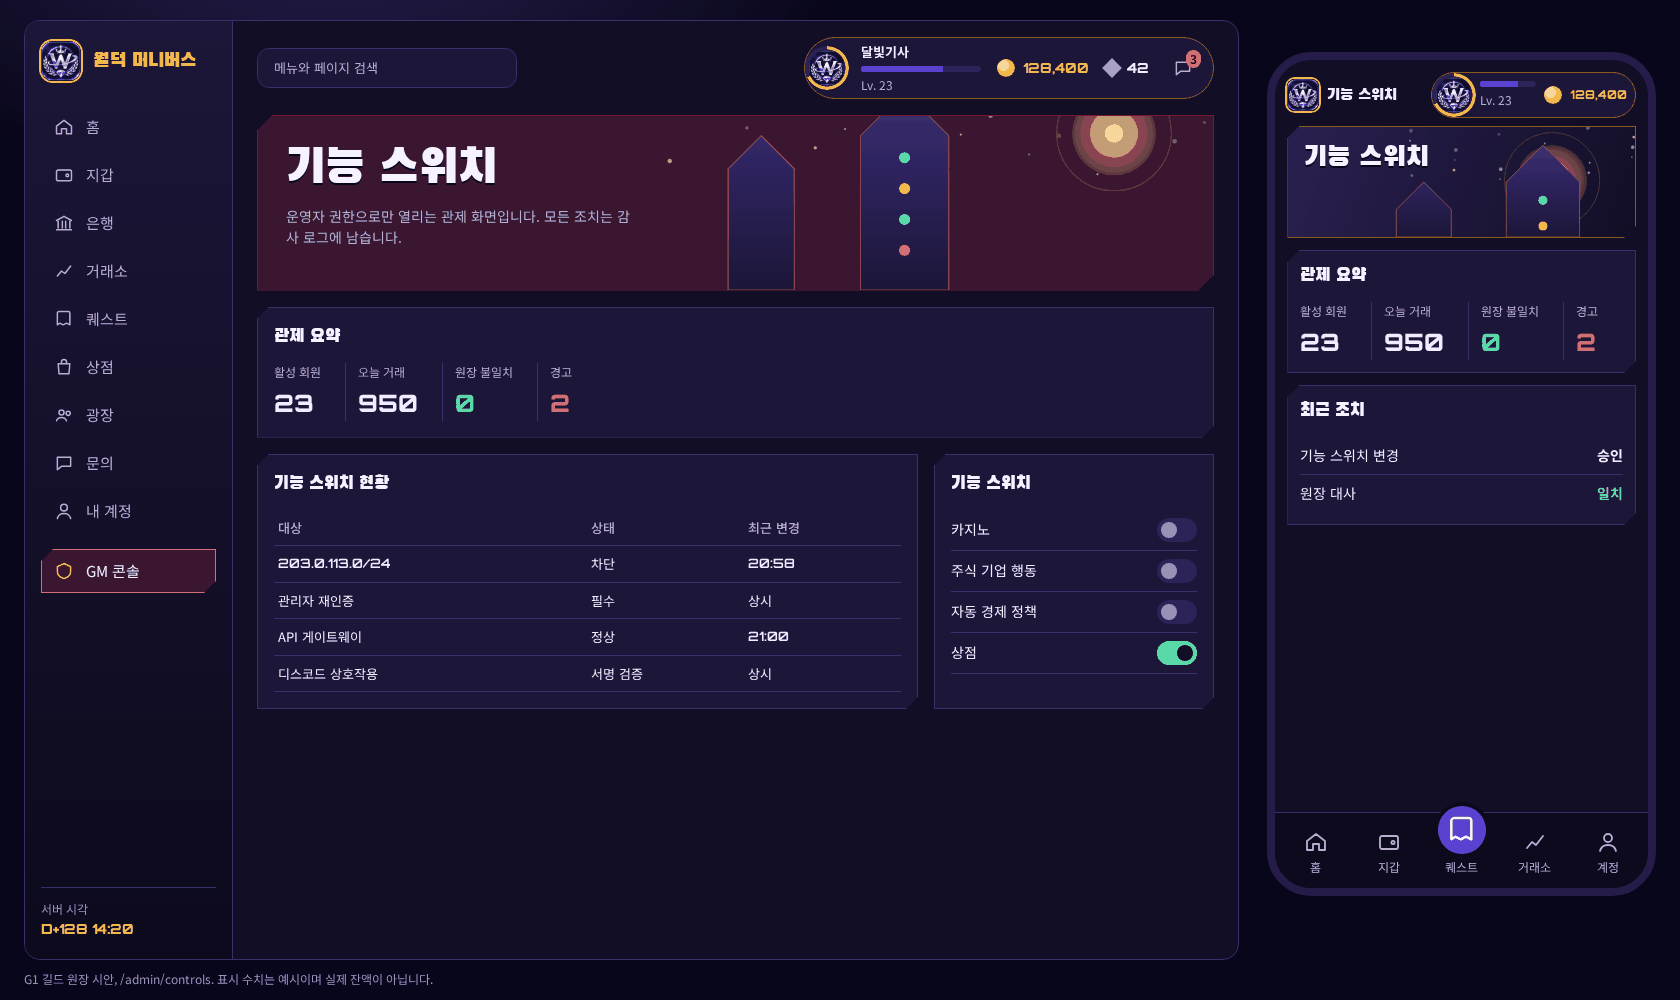 월덕 머니버스
홈
지갑
은행
거래소
퀘스트
상점
광장
문의
내 계정
GM 콘솔
서버 시각
D+128 14:20
메뉴와 페이지 검색
달빛기사
Lv. 23
128,400
42
3
기능 스위치
운영자 권한으로만 열리는 관제 화면입니다. 모든 조치는 감
사 로그에 남습니다.
관제 요약
활성 회원 오늘 거래 원장 불일치 경고
23 950 0 2
기능 스위치 현황
대상 상태 최근 변경
203.0.113.0/24 차단 20:58
관리자 재인증 필수 상시
API 게이트웨이 정상 21:00
디스코드 상호작용 서명 검증 상시
기능 스위치
카지노
주식 기업 행동
자동 경제 정책
상점
W 기능 스위치
Lv. 23
128,400
기능 스위치
관제 요약
활성 회원 오늘 거래 원장 불일치 경고
23 950 0 2
최근 조치
기능 스위치 변경 승인
원장 대사 일치
홈 지갑 퀘스트 거래소 계정
G1 길드 원장 시안, /admin/controls. 표시 수치는 예시이며 실제 잔액이 아닙니다.